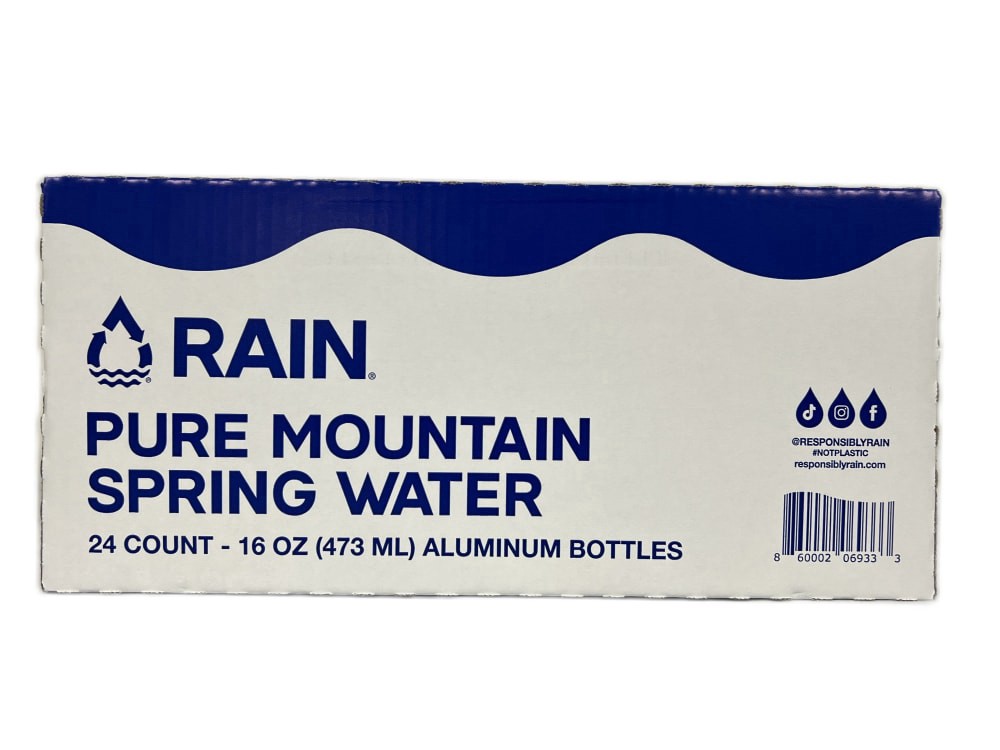 RAIN®
PURE MOUNTAIN
SPRING WATER
24 COUNT - 16 OZ (473 ML) ALUMINUM BOTTLES
@RESPONSIBLYRAIN
#NOTPLASTIC
responsiblyrain.com
8 60002 06933 3